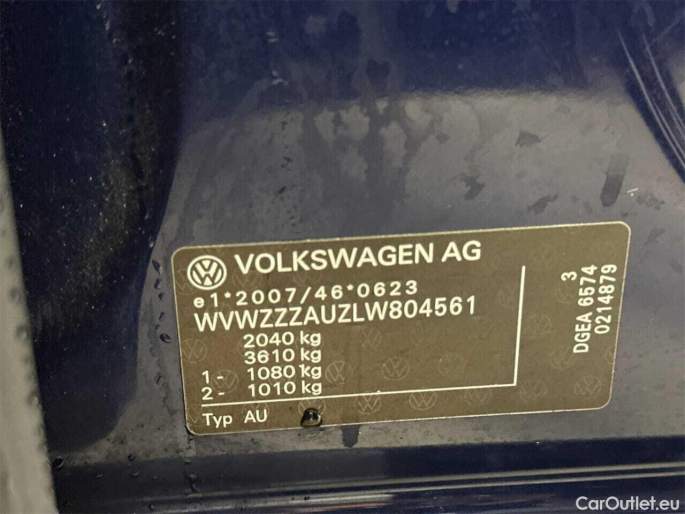 VOLKSWAGEN AG
e1*2007/46*0623
WVWZZZAUZLW804561
2040 kg
3610 kg
1- 1080 kg
2- 1010 kg
Typ AU
3
DGEA 6574
0214879
CarOutlet.eu